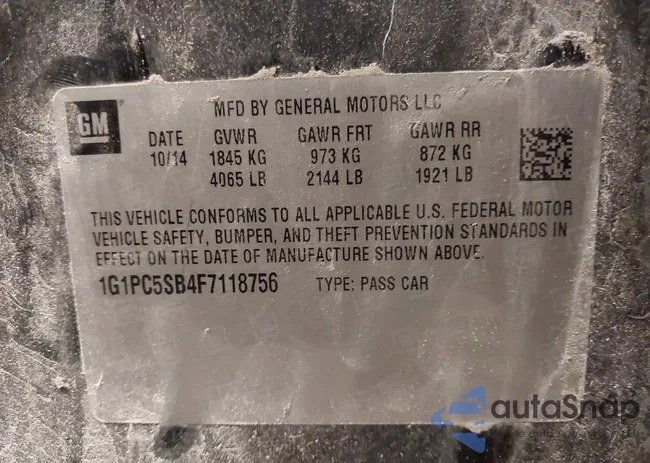 GM
MFD BY GENERAL MOTORS LLC
DATE GVWR GAWR FRT GAWR RR
10/14 1845 KG 973 KG 872 KG
4065 LB 2144 LB 1921 LB
THIS VEHICLE CONFORMS TO ALL APPLICABLE U.S. FEDERAL MOTOR
VEHICLE SAFETY, BUMPER, AND THEFT PREVENTION STANDARDS IN
EFFECT ON THE DATE OF MANUFACTURE SHOWN ABOVE.
1G1PC5SB4F7118756 TYPE: PASS CAR
autoSnap